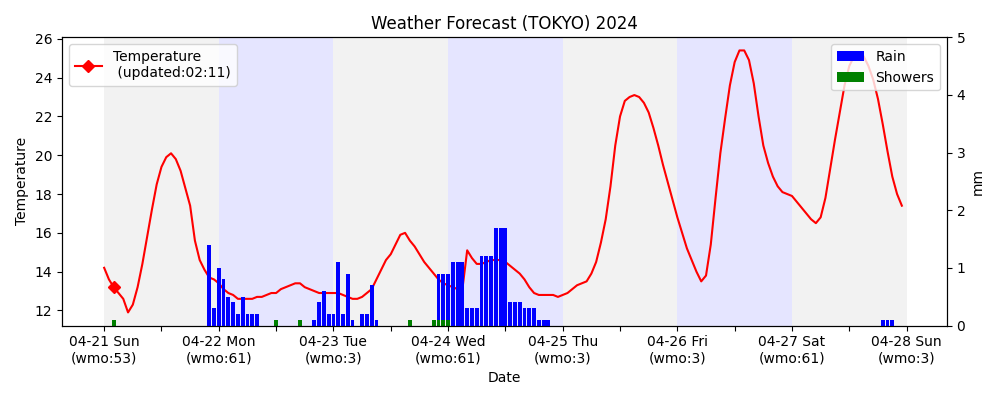 Weather Forecast (TOKYO) 2024
Temperature
(updated:02:11)
Rain
Showers
26
24
22
20
18
16
14
12
Temperature
5
4
3
2
1
0
mm
04-21 Sun
(wmo:53)
04-22 Mon
(wmo:61)
04-23 Tue
(wmo:3)
04-24 Wed
(wmo:61)
04-25 Thu
(wmo:3)
04-26 Fri
(wmo:3)
04-27 Sat
(wmo:61)
04-28 Sun
(wmo:3)
Date